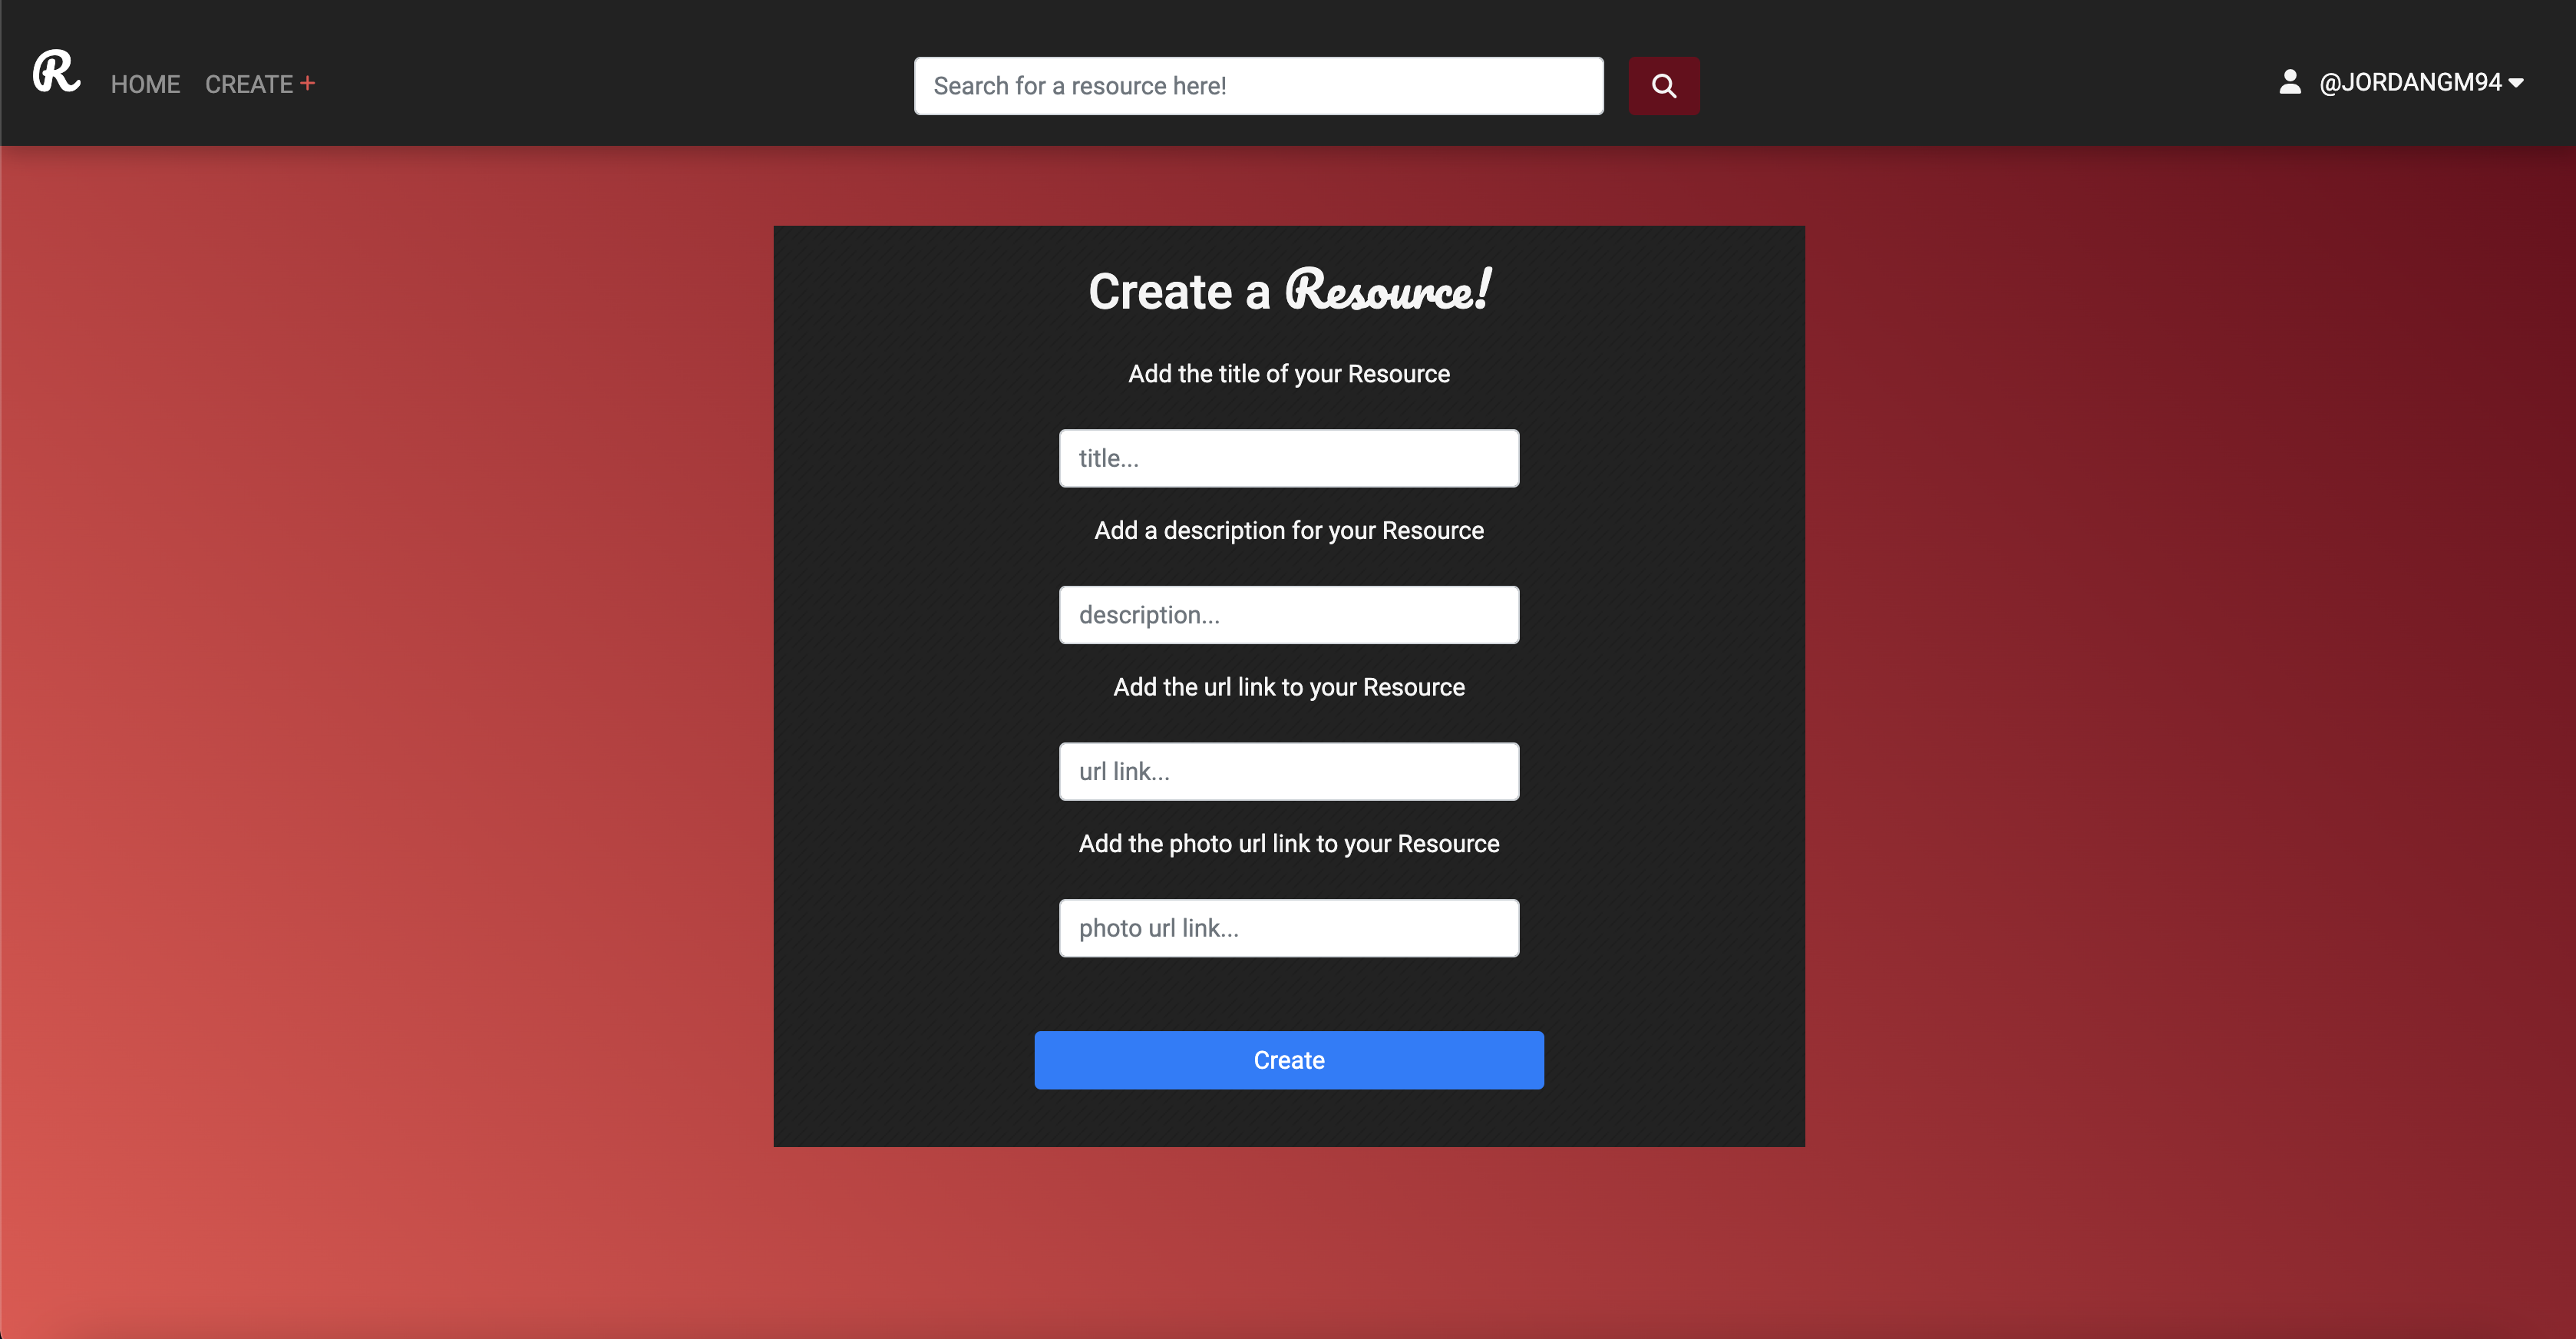 R HOME CREATE + Search for a resource here! @JORDANGM94
Create a Resource!
Add the title of your Resource
title...
Add a description for your Resource
description...
Add the url link to your Resource
url link...
Add the photo url link to your Resource
photo url link...
Create